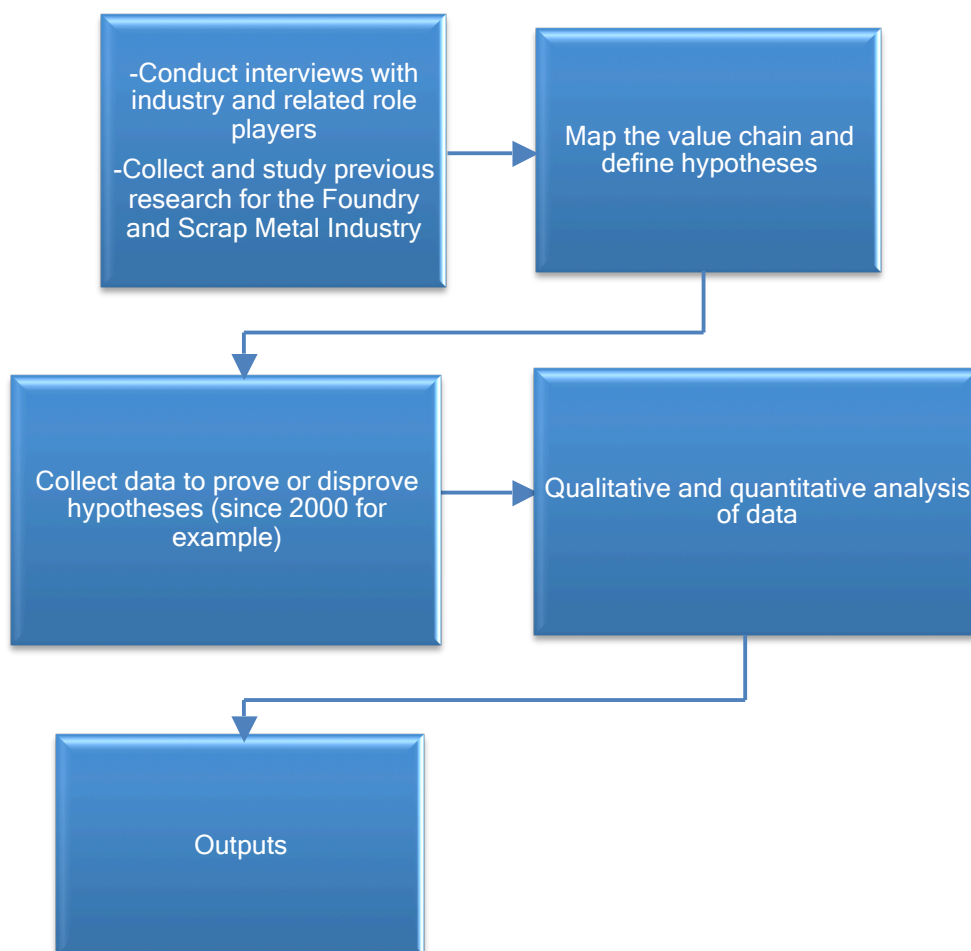 -Conduct interviews with
industry and related role
players
-Collect and study previous
research for the Foundry
and Scrap Metal Industry
Map the value chain and
define hypotheses
Collect data to prove or disprove
hypotheses (since 2000 for
example)
Qualitative and quantitative analysis
of data
Outputs